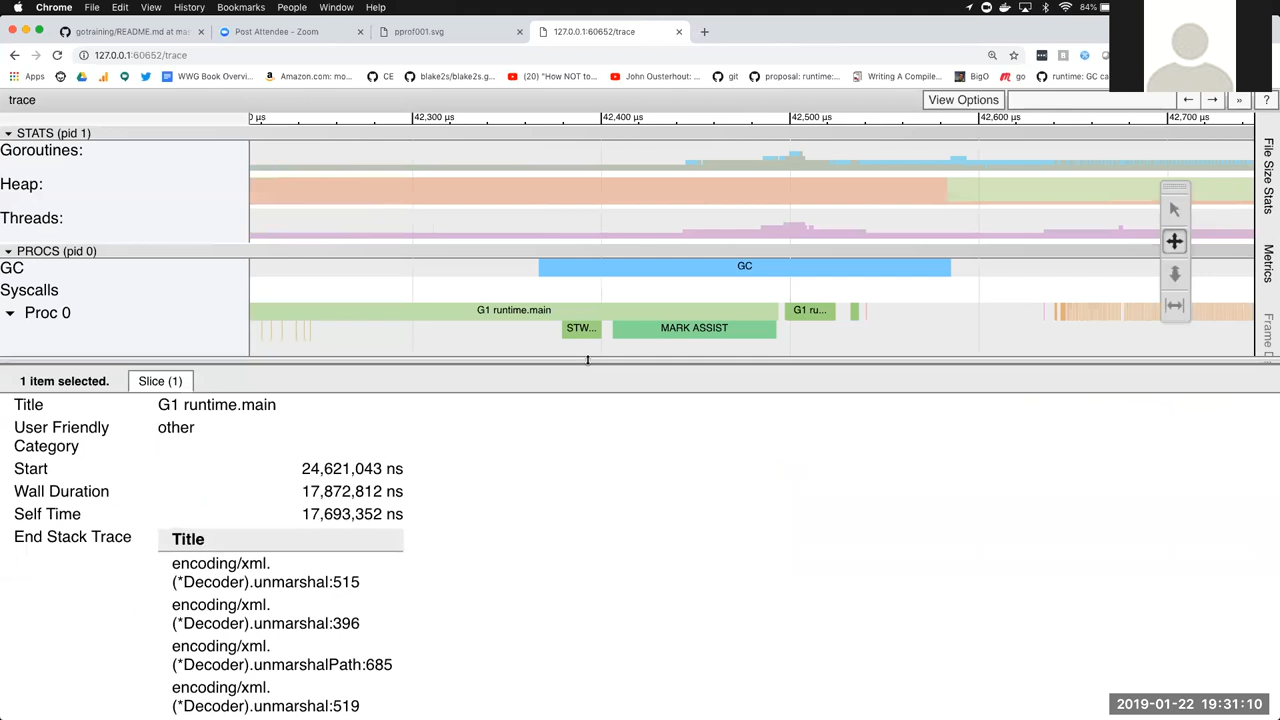 Chrome File Edit View History Bookmarks People Window Help 84%
gotraining/README.md at mas × Post Attendee - Zoom × pprof001.svg × 127.0.0.1:60652/trace × +
127.0.0.1:60652/trace
Apps WWG Book Overvi... Amazon.com: mo... CE blake2s/blake2s.g... (20) "How NOT to... John Ousterhout:... git proposal: runtime:... Writing A Compile... BigO go runtime: GC ca
trace View Options ← → » ?
0 µs 42,300 µs 42,400 µs 42,500 µs 42,600 µs 42,700 µs
STATS (pid 1)
Goroutines:
Heap:
Threads:
PROCS (pid 0)
GC GC
Syscalls
Proc 0 G1 runtime.main G1 ru...
STW... MARK ASSIST
File Size Stats
Metrics
Frame D
1 item selected. Slice (1)
Title G1 runtime.main
User Friendly other
Category
Start 24,621,043 ns
Wall Duration 17,872,812 ns
Self Time 17,693,352 ns
End Stack Trace Title
encoding/xml.
(*Decoder).unmarshal:515
encoding/xml.
(*Decoder).unmarshal:396
encoding/xml.
(*Decoder).unmarshalPath:685
encoding/xml.
(*Decoder).unmarshal:519
2019-01-22 19:31:10